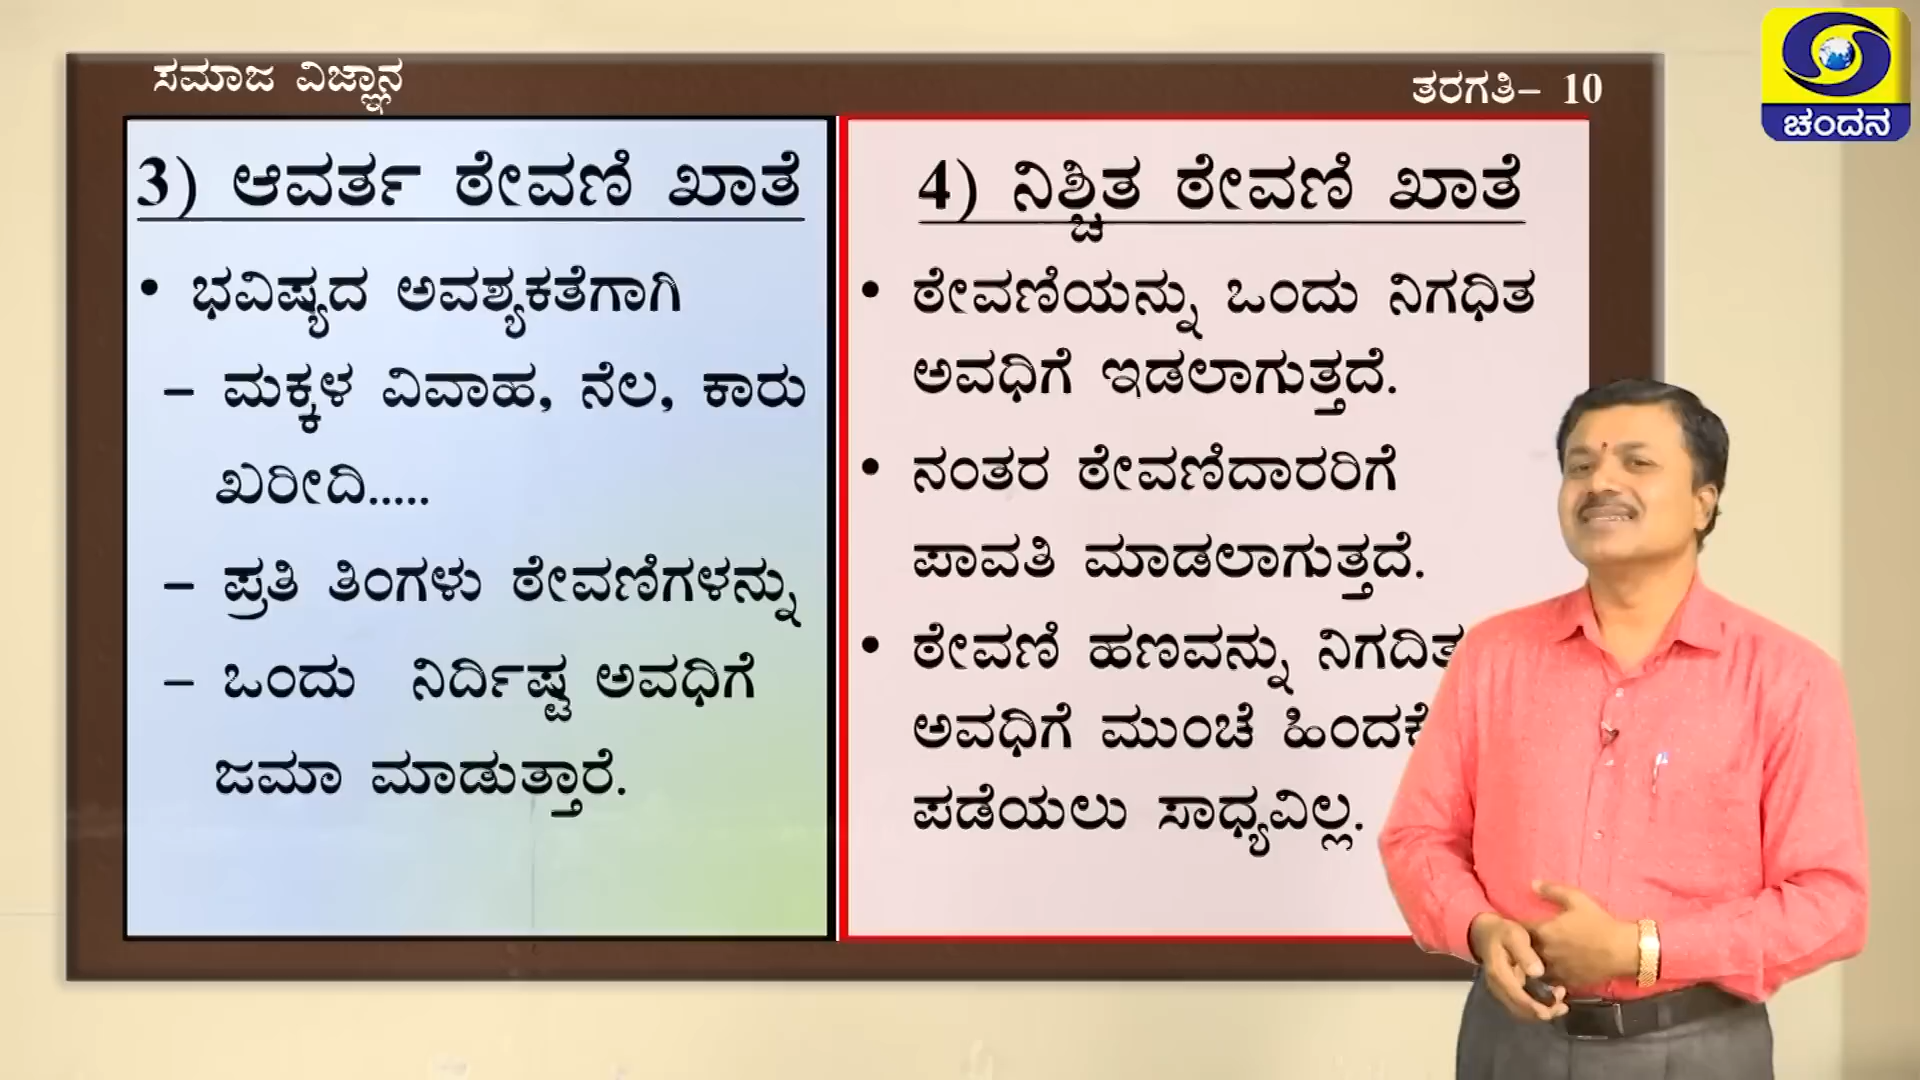 ಸಮಾಜ ವಿಜ್ಞಾನ
ತರಗತಿ– 10
ಚಂದನ
3) ಆವರ್ತ ಠೇವಣಿ ಖಾತೆ
• ಭವಿಷ್ಯದ ಅವಶ್ಯಕತೆಗಾಗಿ
– ಮಕ್ಕಳ ವಿವಾಹ, ನೆಲ, ಕಾರು
ಖರೀದಿ.....
– ಪ್ರತಿ ತಿಂಗಳು ಠೇವಣಿಗಳನ್ನು
– ಒಂದು ನಿರ್ದಿಷ್ಟ ಅವಧಿಗೆ
ಜಮಾ ಮಾಡುತ್ತಾರೆ.
4) ನಿಶ್ಚಿತ ಠೇವಣಿ ಖಾತೆ
• ಠೇವಣಿಯನ್ನು ಒಂದು ನಿಗಧಿತ
ಅವಧಿಗೆ ಇಡಲಾಗುತ್ತದೆ.
• ನಂತರ ಠೇವಣಿದಾರರಿಗೆ
ಪಾವತಿ ಮಾಡಲಾಗುತ್ತದೆ.
• ಠೇವಣಿ ಹಣವನ್ನು ನಿಗದಿತ
ಅವಧಿಗೆ ಮುಂಚೆ
ಪಡೆಯಲು ಸಾಧ್ಯವಿಲ್ಲ.